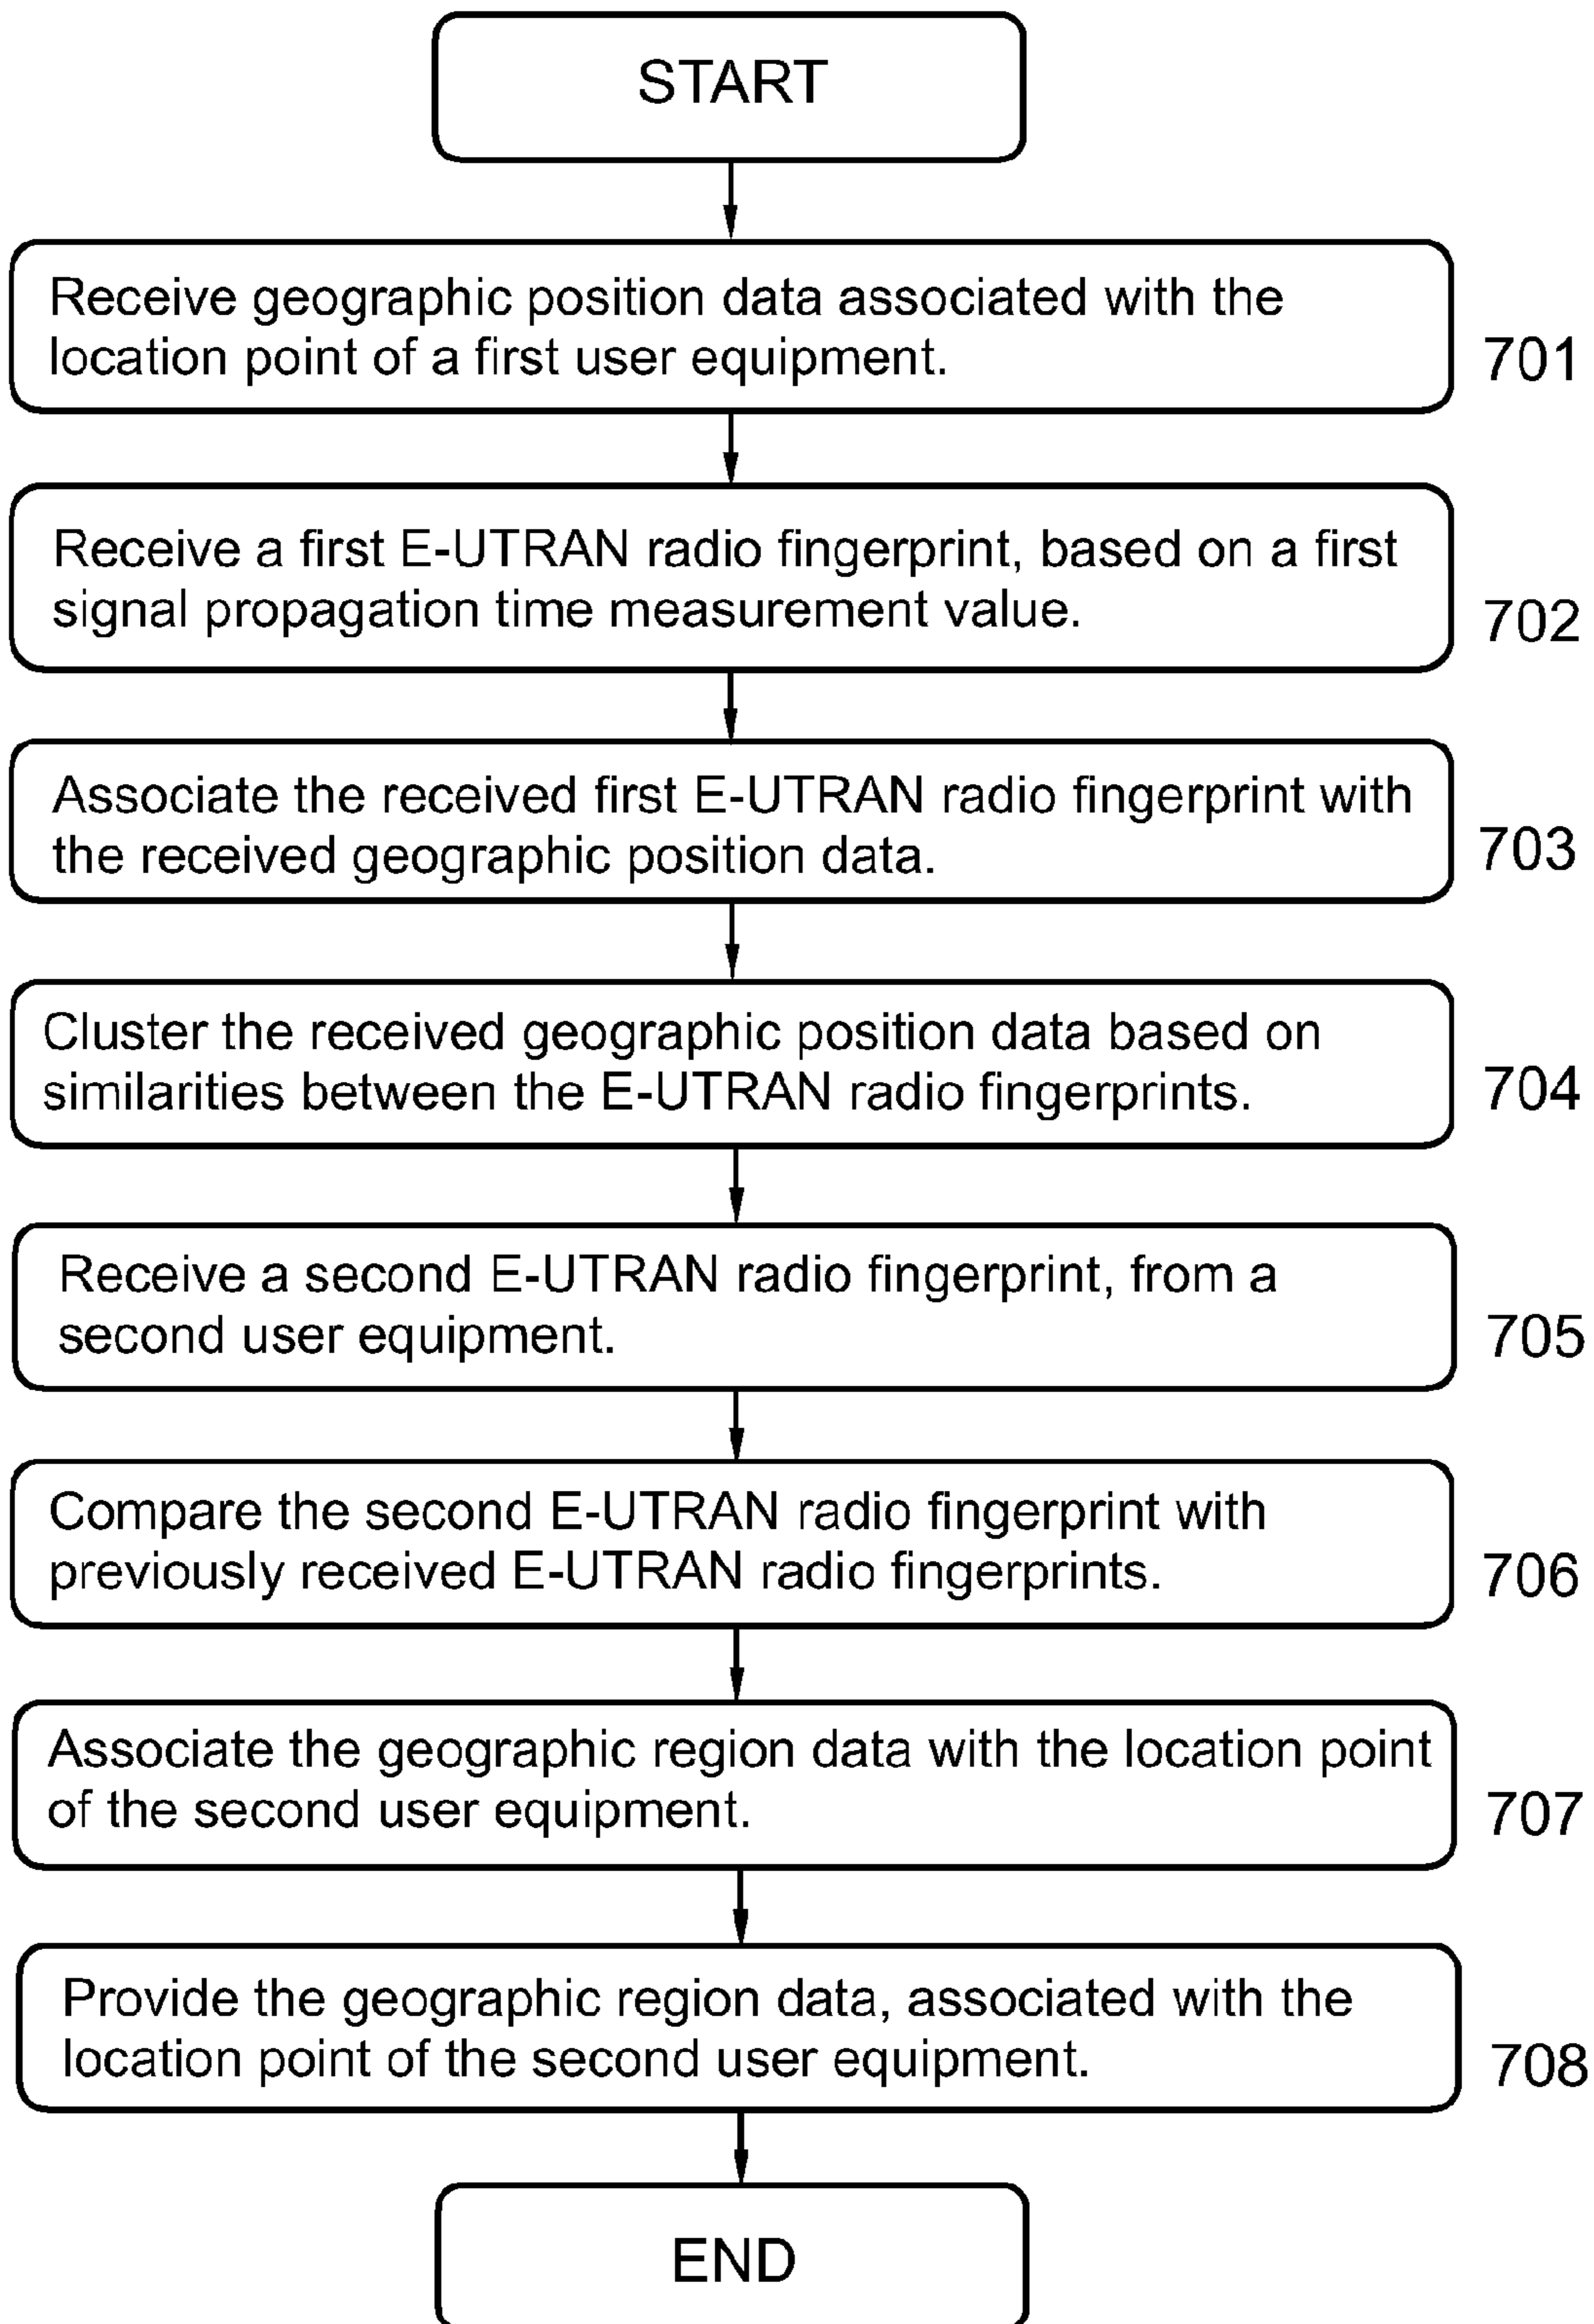 START
Receive geographic position data associated with the
location point of a first user equipment.
701
Receive a first E-UTRAN radio fingerprint, based on a first
signal propagation time measurement value.
702
Associate the received first E-UTRAN radio fingerprint with
the received geographic position data.
703
Cluster the received geographic position data based on
similarities between the E-UTRAN radio fingerprints.
704
Receive a second E-UTRAN radio fingerprint, from a
second user equipment.
705
Compare the second E-UTRAN radio fingerprint with
previously received E-UTRAN radio fingerprints.
706
Associate the geographic region data with the location point
of the second user equipment.
707
Provide the geographic region data, associated with the
location point of the second user equipment.
708
END